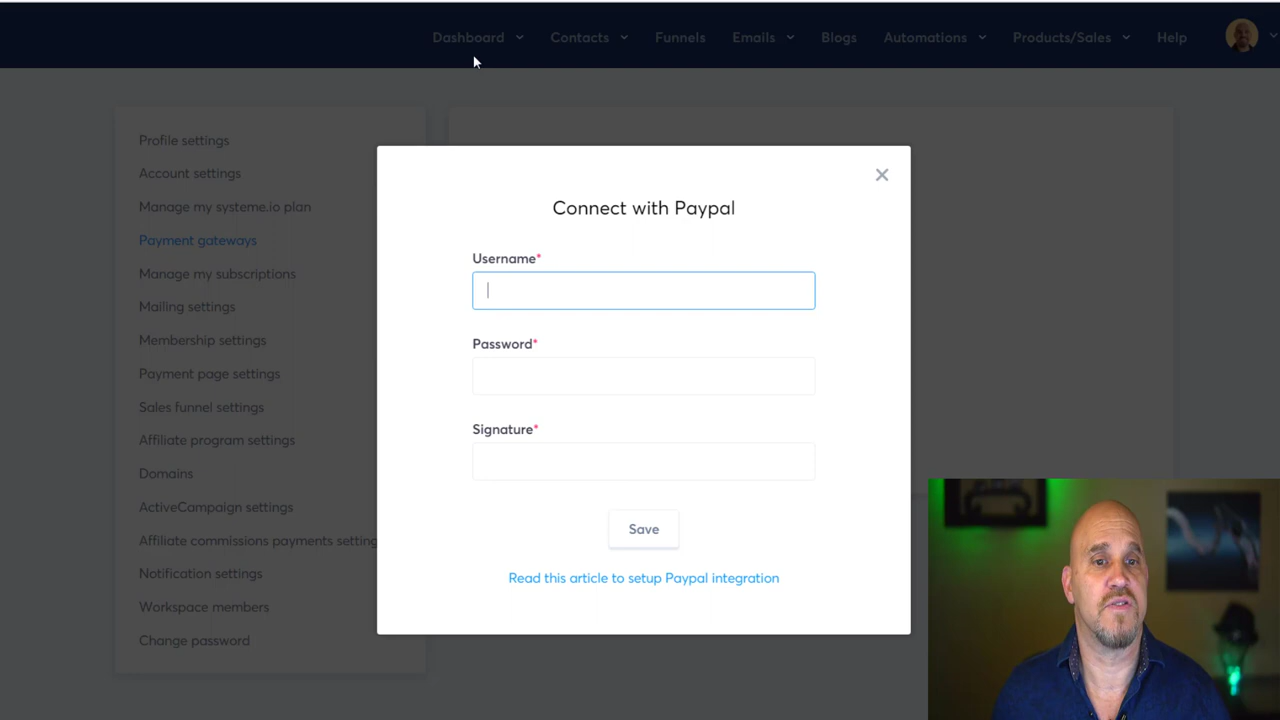 Dashboard Contacts Funnels Emails Blogs Automations Products/Sales Help
Profile settings
Account settings
Manage my systeme.io plan
Payment gateways
Manage my subscriptions
Mailing settings
Membership settings
Payment page settings
Sales funnel settings
Affiliate program settings
Domains
ActiveCampaign settings
Affiliate commissions payments setting
Notification settings
Workspace members
Change password
Connect with Paypal
Username*
Password*
Signature*
Save
Read this article to setup Paypal integration